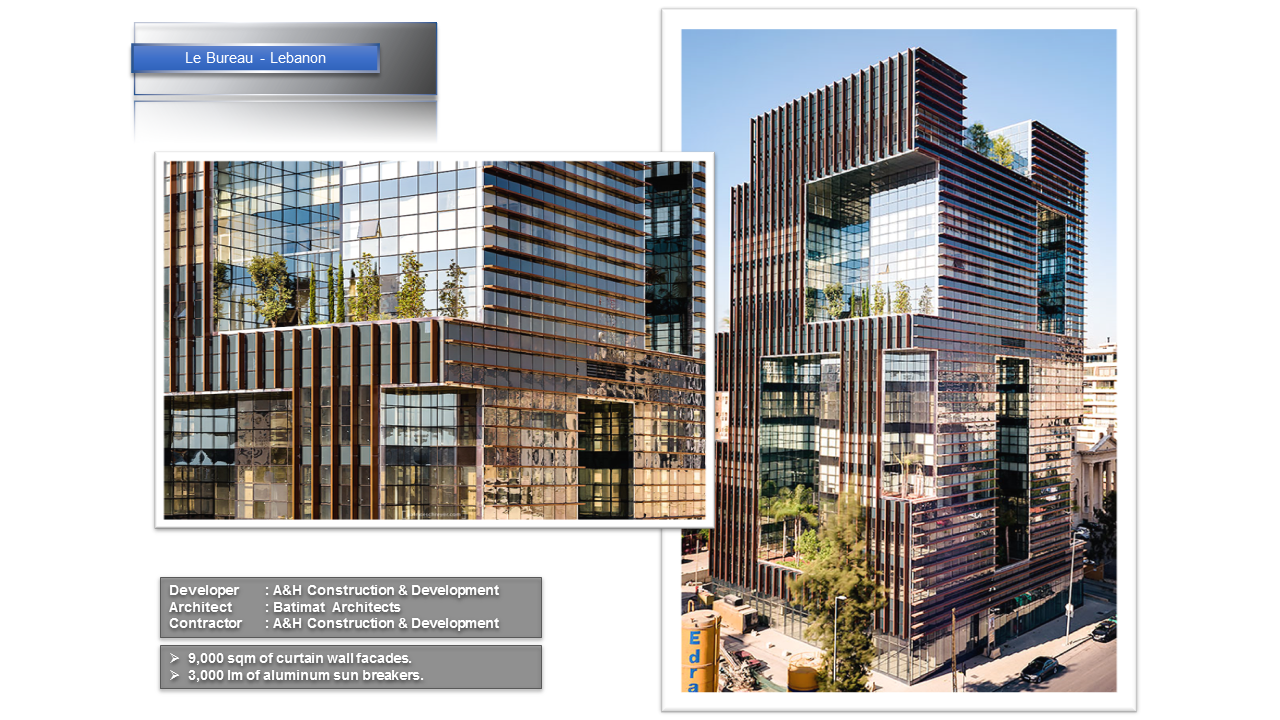 Le Bureau - Lebanon
Developer : A&H Construction & Development
Architect : Batimat Architects
Contractor : A&H Construction & Development
➢ 9,000 sqm of curtain wall facades.
➢ 3,000 lm of aluminum sun breakers.
Edra